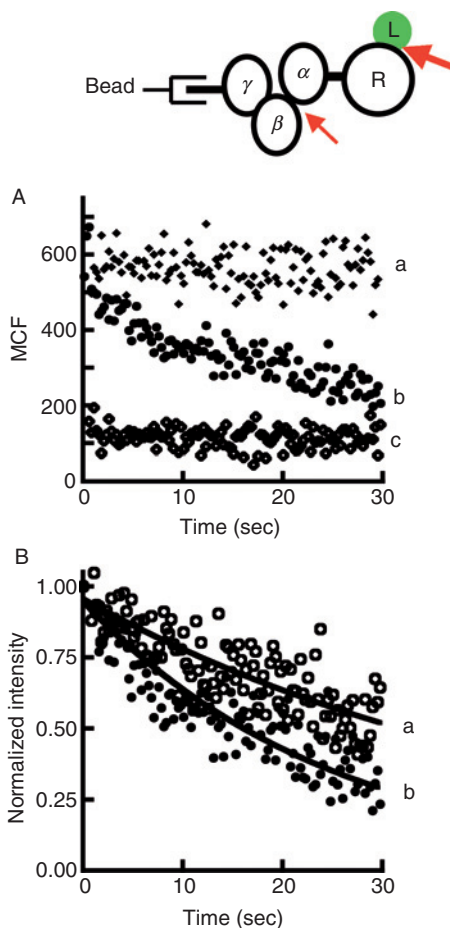 L
Bead
γ
α
R
β
A
MCF
600
400
200
0
a
b
c
0
10
20
30
Time (sec)
B
Normalized intensity
1.00
0.75
0.50
0.25
0.00
a
b
0
10
20
30
Time (sec)